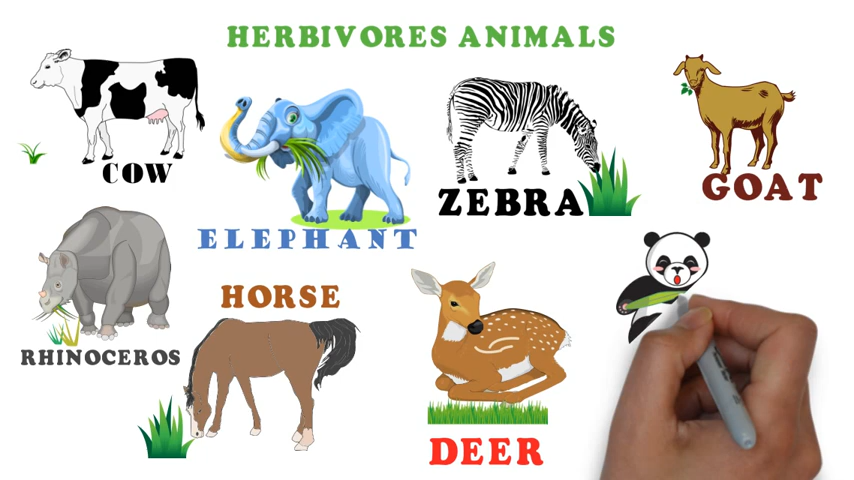 HERBIVORES ANIMALS
COW
ELEPHANT
ZEBRA
GOAT
RHINOCEROS
HORSE
DEER